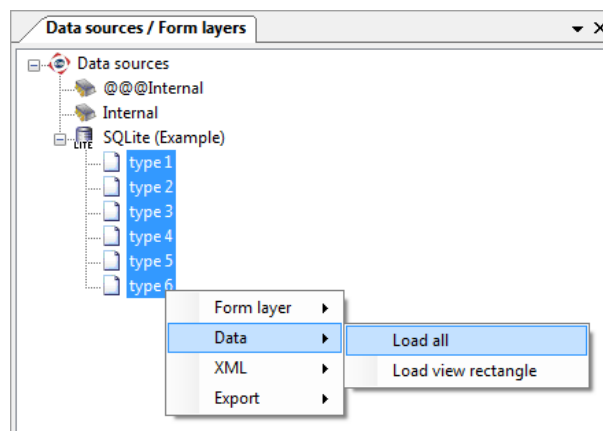 Data sources / Form layers
Data sources
@@@Internal
Internal
LITE SQLite (Example)
type 1
type 2
type 3
type 4
type 5
type 6
Form layer
Data
XML
Export
Load all
Load view rectangle